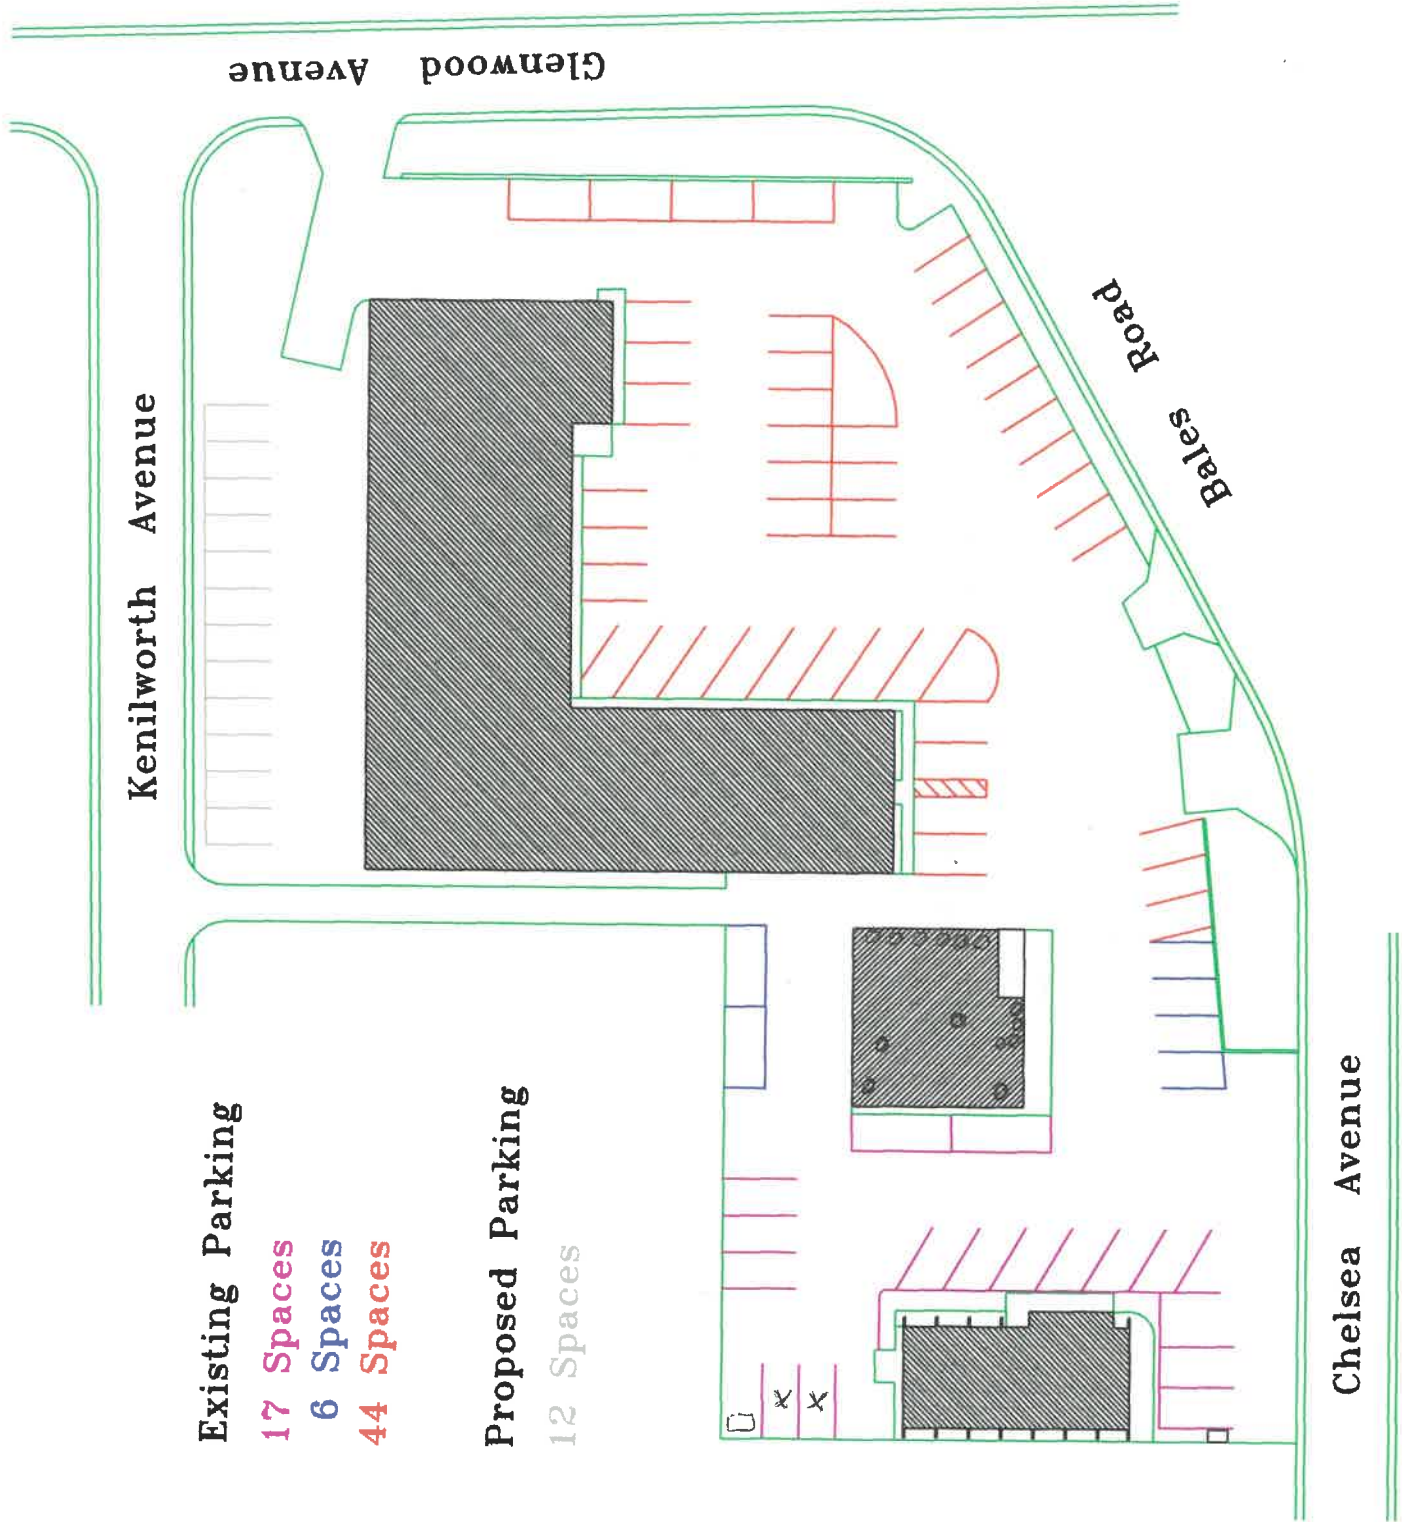 Glenwood Avenue
Kenilworth Avenue
Bales Road
Chelsea Avenue
Existing Parking
17 Spaces
6 Spaces
44 Spaces
Proposed Parking
12 Spaces
X
X